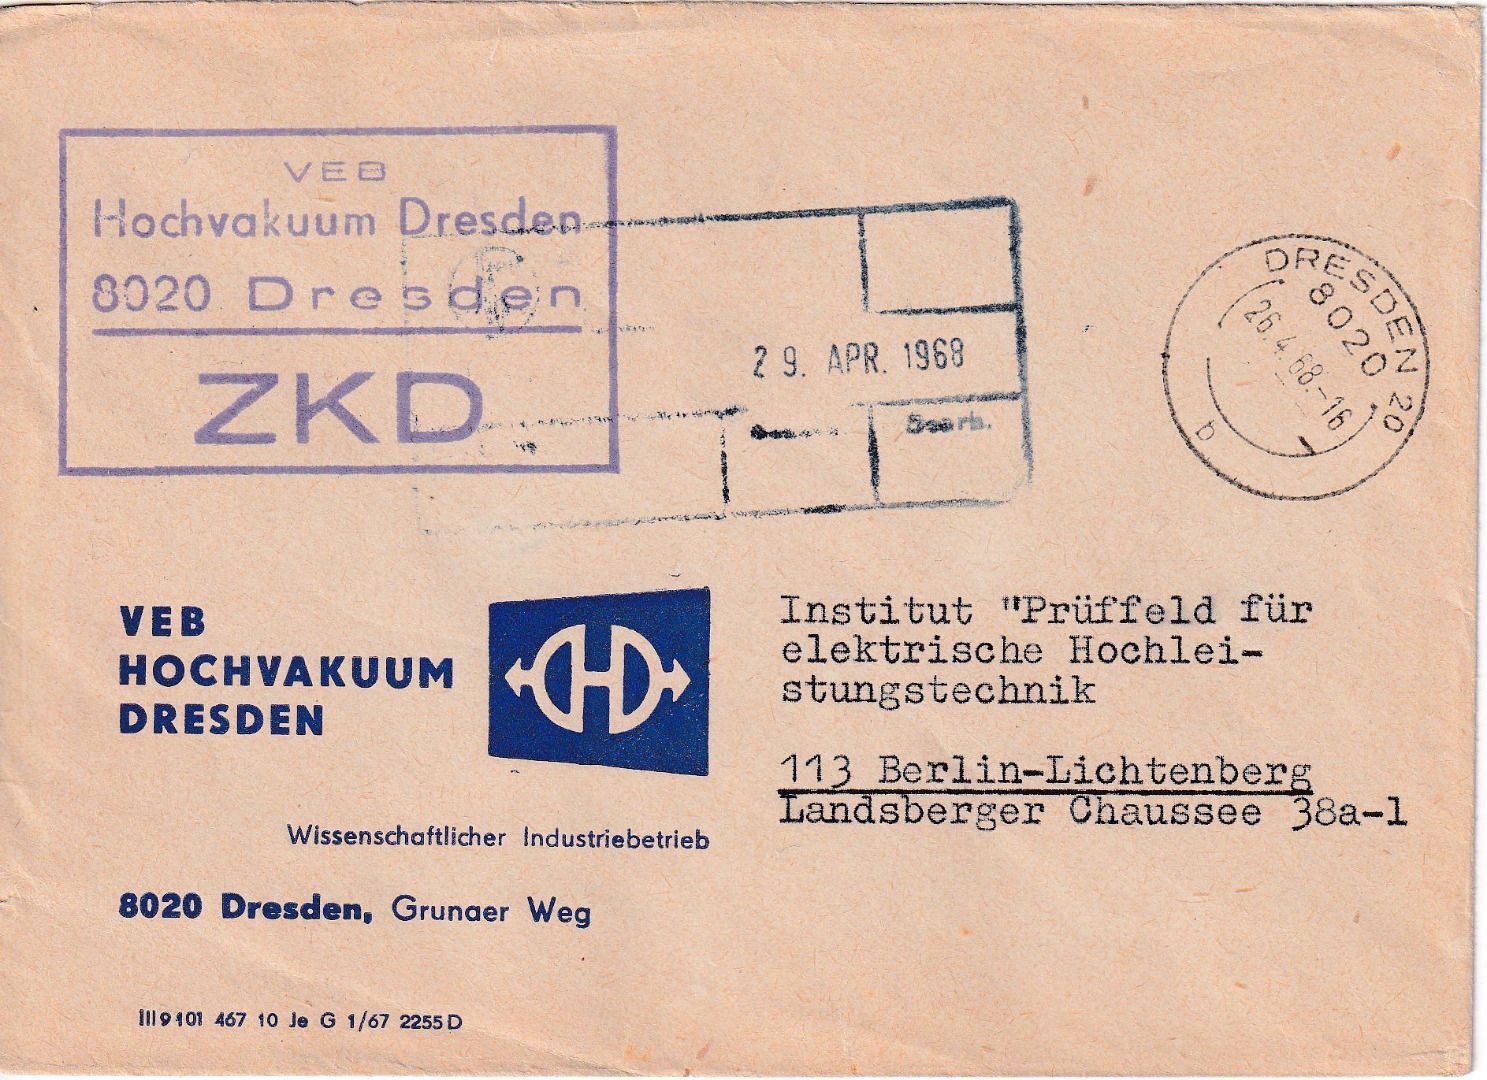 VEB
Hochvakuum Dresden
8020 Dresden
ZKD
29. APR. 1968
Bearb.
DRESDEN 20
8020
26.4.68.-16
b
VEB
HOCHVAKUUM
DRESDEN
Wissenschaftlicher Industriebetrieb
8020 Dresden, Grunaer Weg
III 9 101 467 10 Je G 1/67 2255 D
Institut "Prüffeld für
elektrische Hochlei-
stungstechnik
113 Berlin-Lichtenberg
Landsberger Chaussee 38a-1